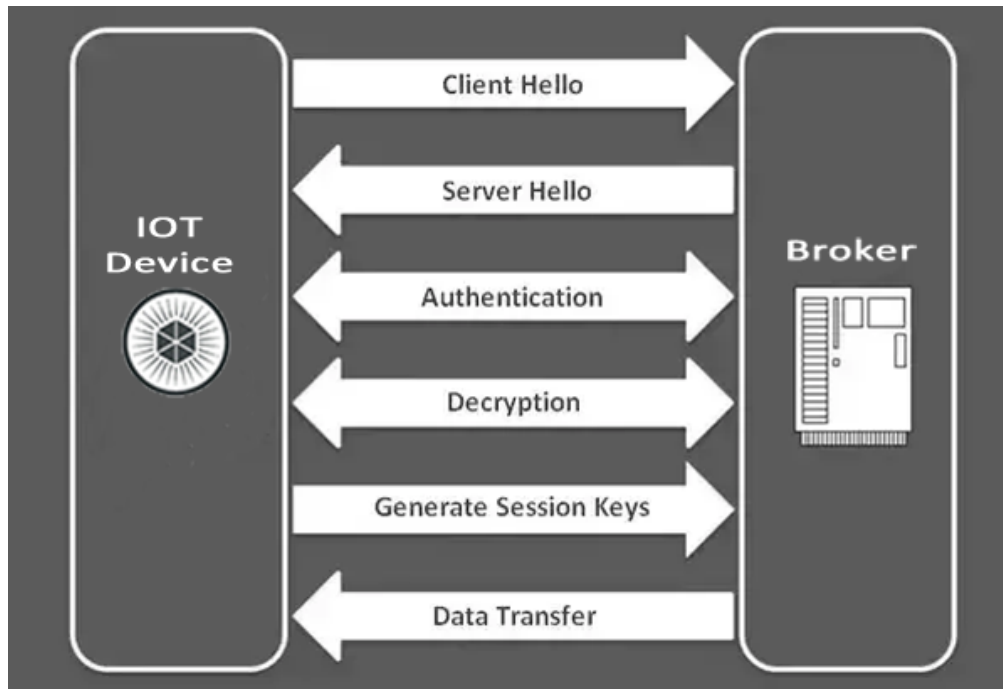 Client Hello
Server Hello
IOT
Device
Broker
Authentication
Decryption
Generate Session Keys
Data Transfer